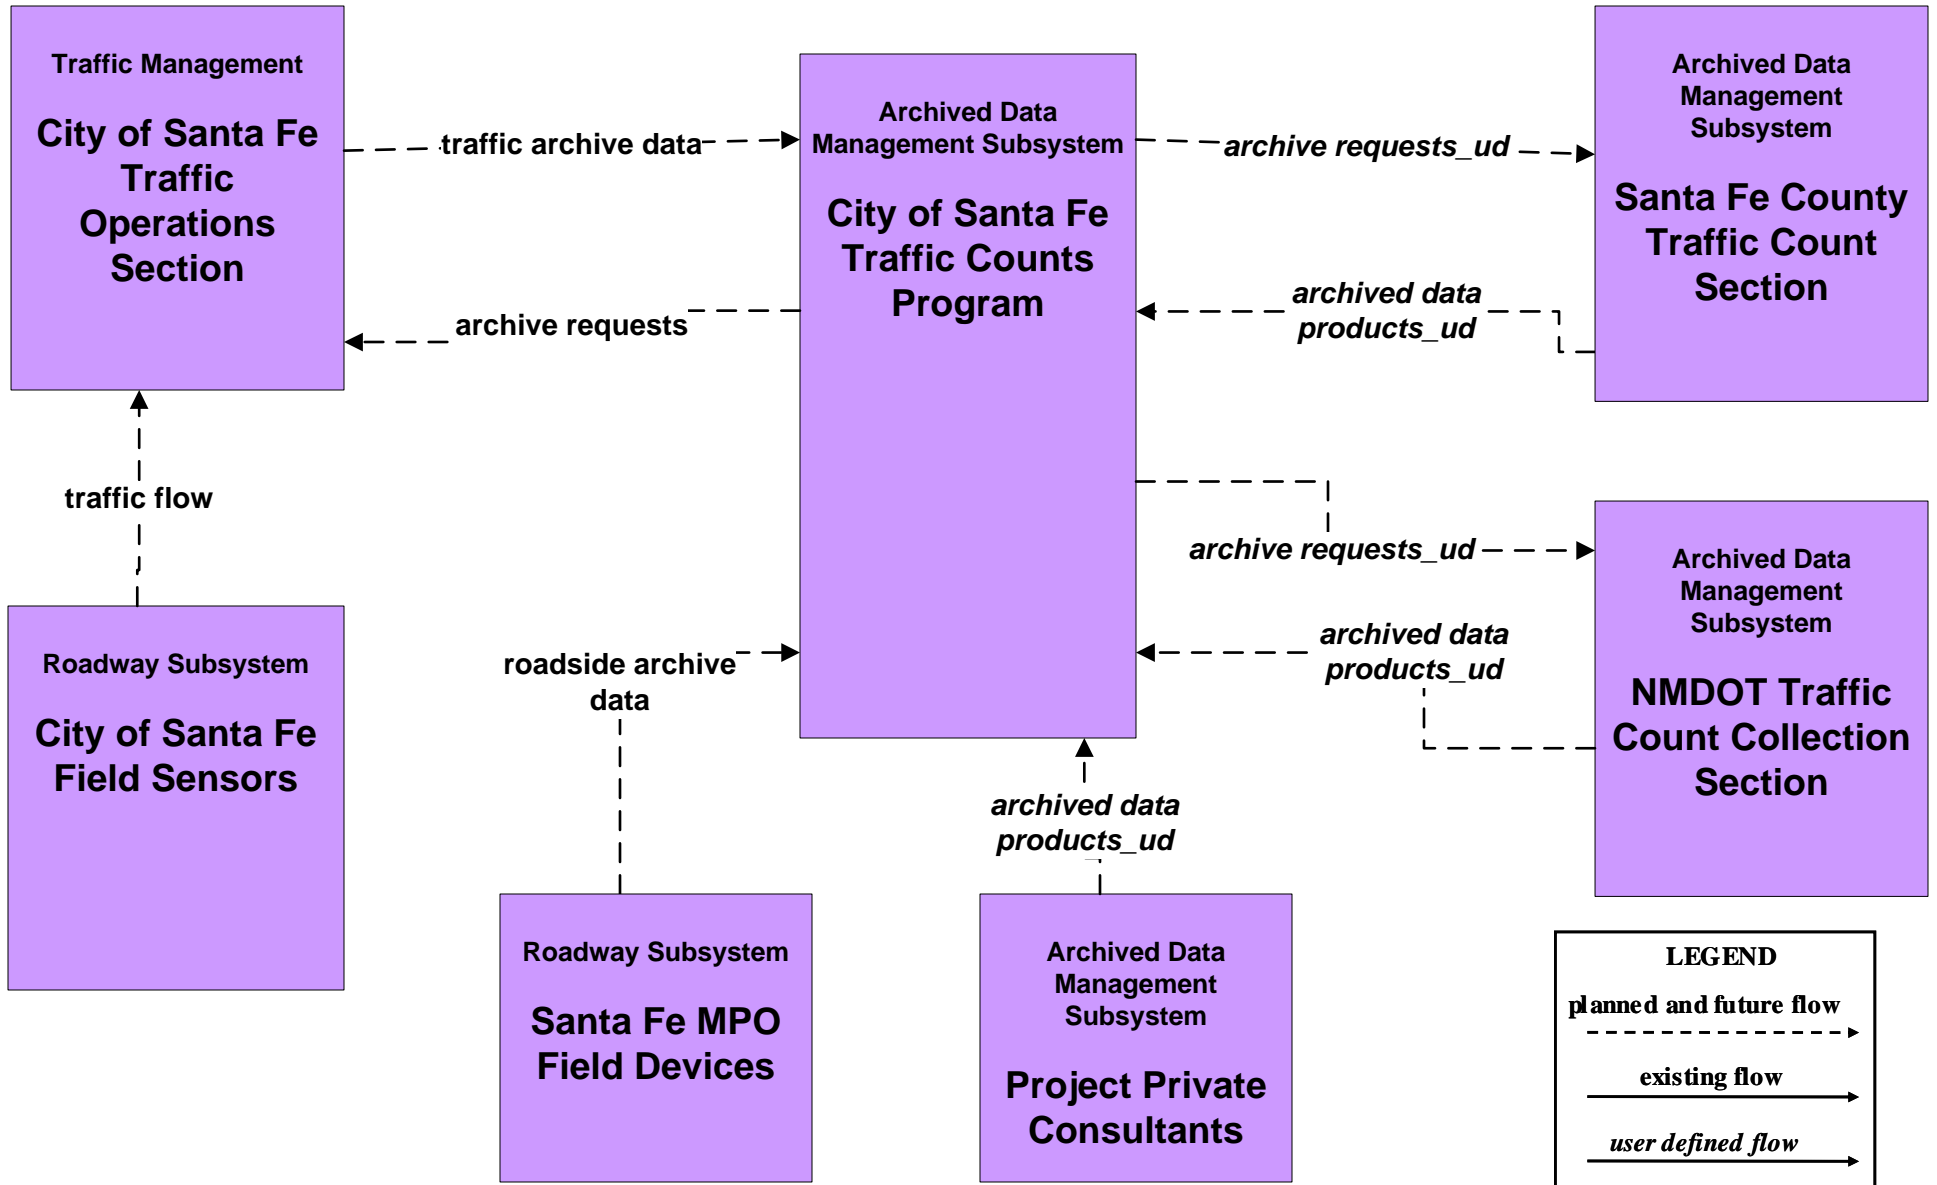 Traffic Management
City of Santa Fe
Traffic
Operations
Section
traffic archive data
archive requests
Archived Data
Management Subsystem
City of Santa Fe
Traffic Counts
Program
archive requests_ud
archived data
products_ud
Archived Data
Management
Subsystem
Santa Fe County
Traffic Count
Section
traffic flow
archive requests_ud
archived data
products_ud
Archived Data
Management
Subsystem
NMDOT Traffic
Count Collection
Section
Roadway Subsystem
City of Santa Fe
Field Sensors
roadside archive
data
archived data
products_ud
Roadway Subsystem
Santa Fe MPO
Field Devices
Archived Data
Management
Subsystem
Project Private
Consultants
LEGEND
planned and future flow
existing flow
user defined flow